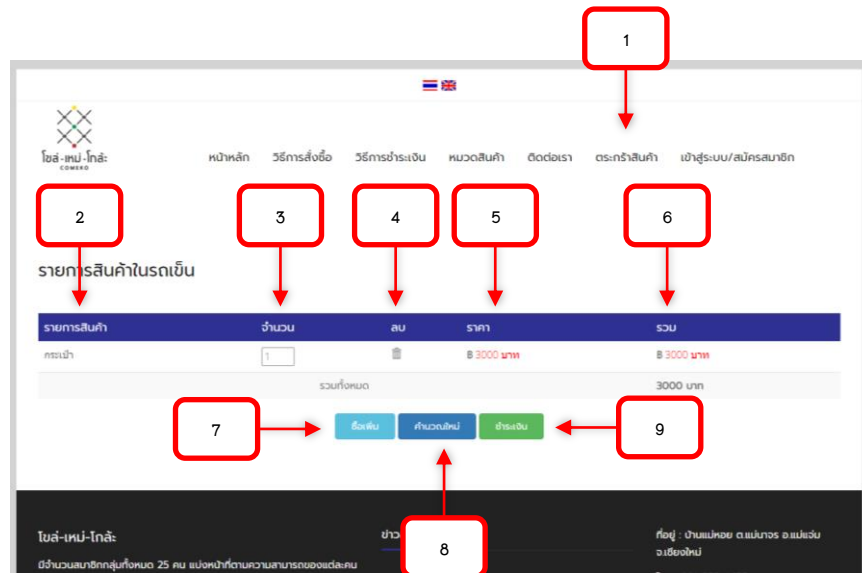 1
โซล่-เหม่-โกล้ะ
COMERO
หน้าหลัก วิธีการสั่งซื้อ วิธีการชำระเงิน หมวดสินค้า ติดต่อเรา ตระกร้าสินค้า เข้าสู่ระบบ/สมัครสมาชิก
2 3 4 5 6
รายการสินค้าในรถเข็น
รายการสินค้า จำนวน ลบ ราคา รวม
กระเป๋า 1 ฿ 3000 บาท ฿ 3000 บาท
รวมทั้งหมด 3000 บาท
7 ซื้อเพิ่ม คำนวณใหม่ ชำระเงิน 9
โซล่-เหม่-โกล้ะ ข่าว ที่อยู่ : บ้านแม่หอย ต.แม่นาจร อ.แม่แจ่ม
จ.เชียงใหม่
8
มีจำนวนสมาชิกกลุ่มทั้งหมด 25 คน แบ่งหน้าที่ตามความสามารถของแต่ละคน